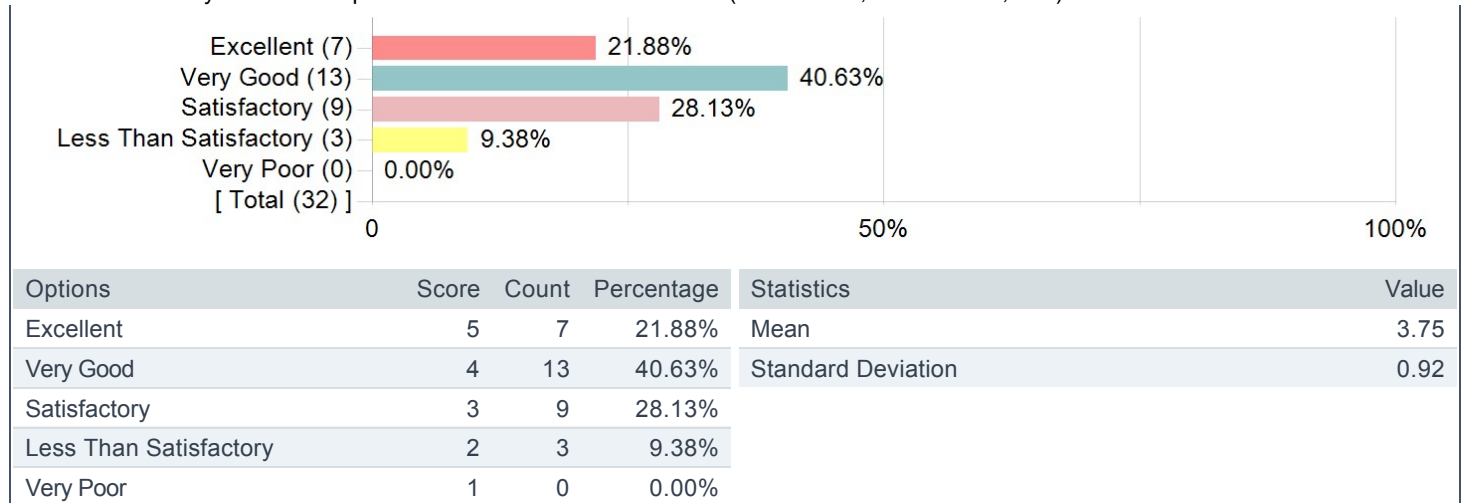 Excellent (7) 21.88%
Very Good (13) 40.63%
Satisfactory (9) 28.13%
Less Than Satisfactory (3) 9.38%
Very Poor (0) 0.00%
[ Total (32) ]
0 50% 100%
Options Score Count Percentage Statistics Value
Excellent 5 7 21.88% Mean 3.75
Very Good 4 13 40.63% Standard Deviation 0.92
Satisfactory 3 9 28.13%
Less Than Satisfactory 2 3 9.38%
Very Poor 1 0 0.00%